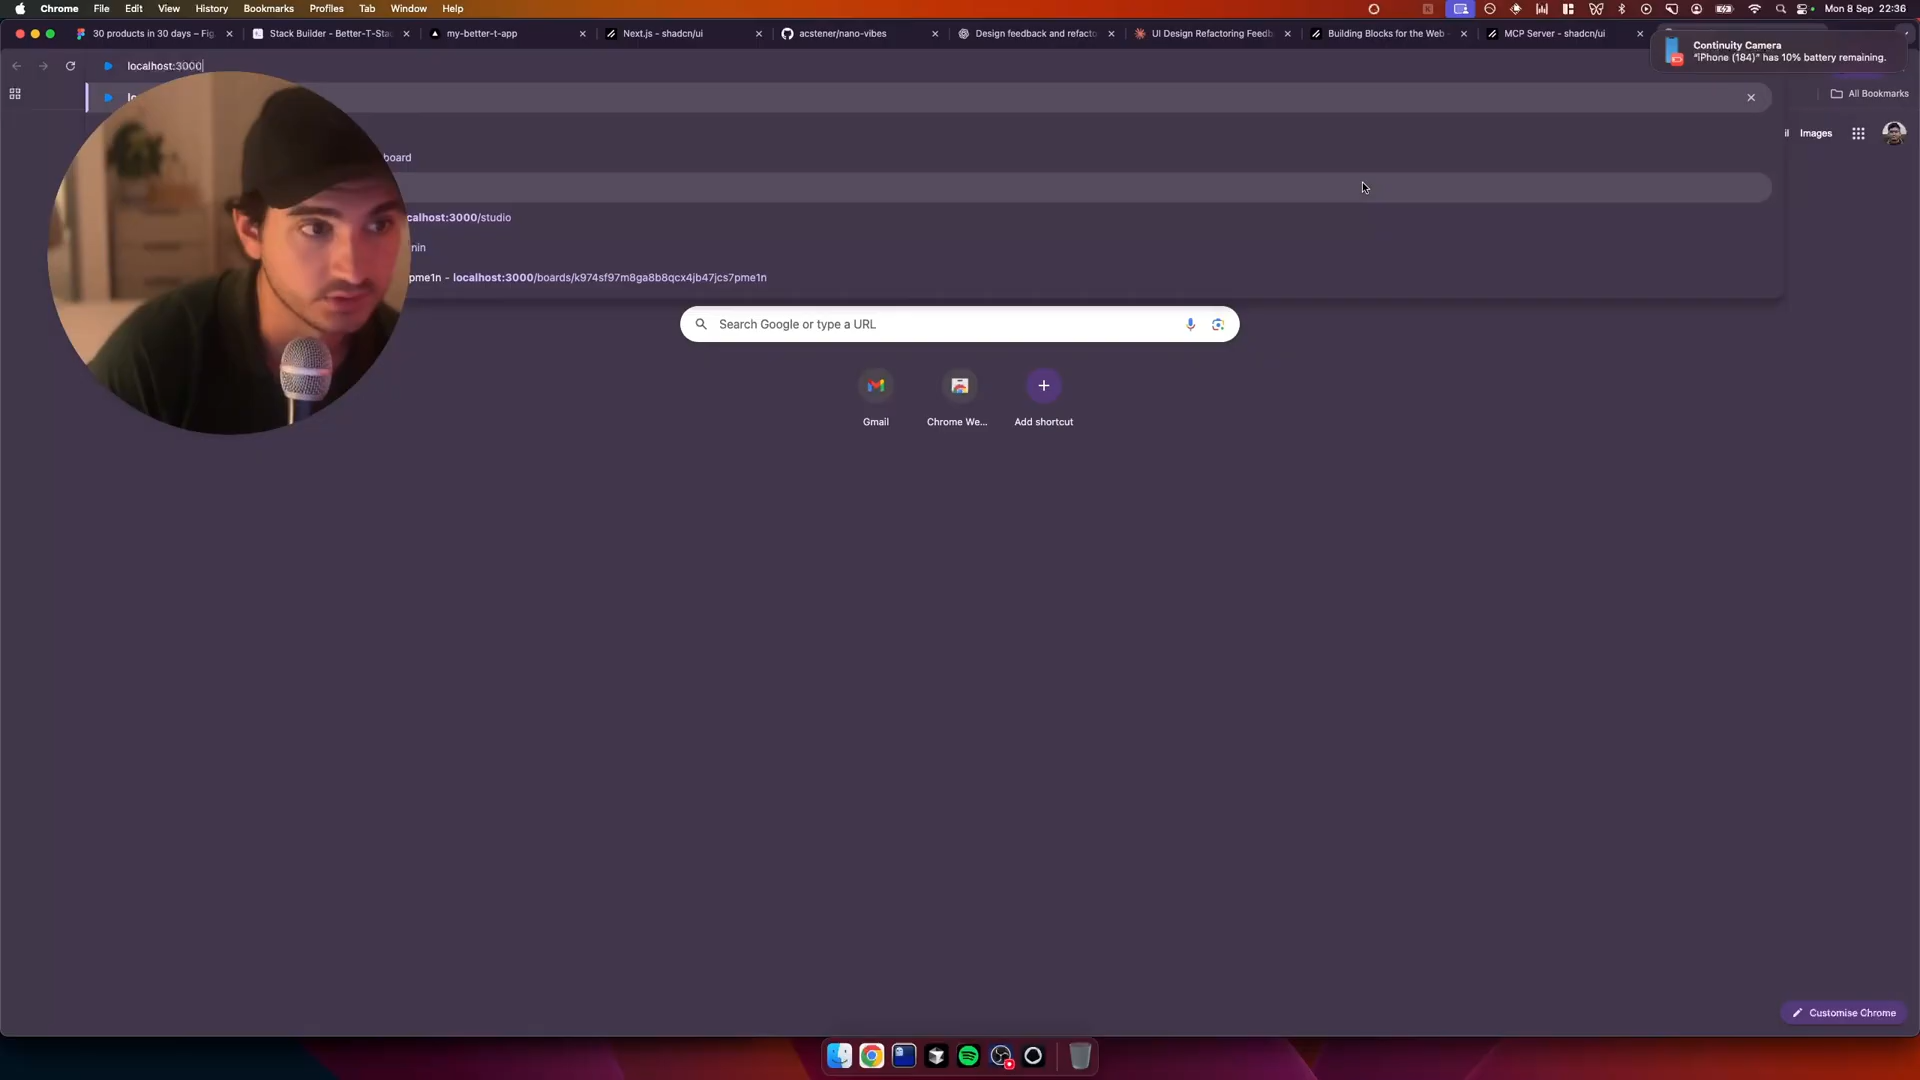 Chrome File Edit View History Bookmarks Profiles Tab Window Help
Mon 8 Sep 22:36
30 products in 30 days – Fig
Stack Builder - Better-T-Sta
my-better-t-app
Next.js - shadcn/ui
acstener/nano-vibes
Design feedback and refacto
UI Design Refactoring Feedb
Building Blocks for the Web
MCP Server - shadcn/ui
Continuity Camera
"iPhone (184)" has 10% battery remaining.
localhost:3000
lo
All Bookmarks
il
Images
board
calhost:3000/studio
nin
pme1n - localhost:3000/boards/k974sf97m8ga8b8qcx4jb47jcs7pme1n
Search Google or type a URL
Gmail
Chrome We...
Add shortcut
Customise Chrome